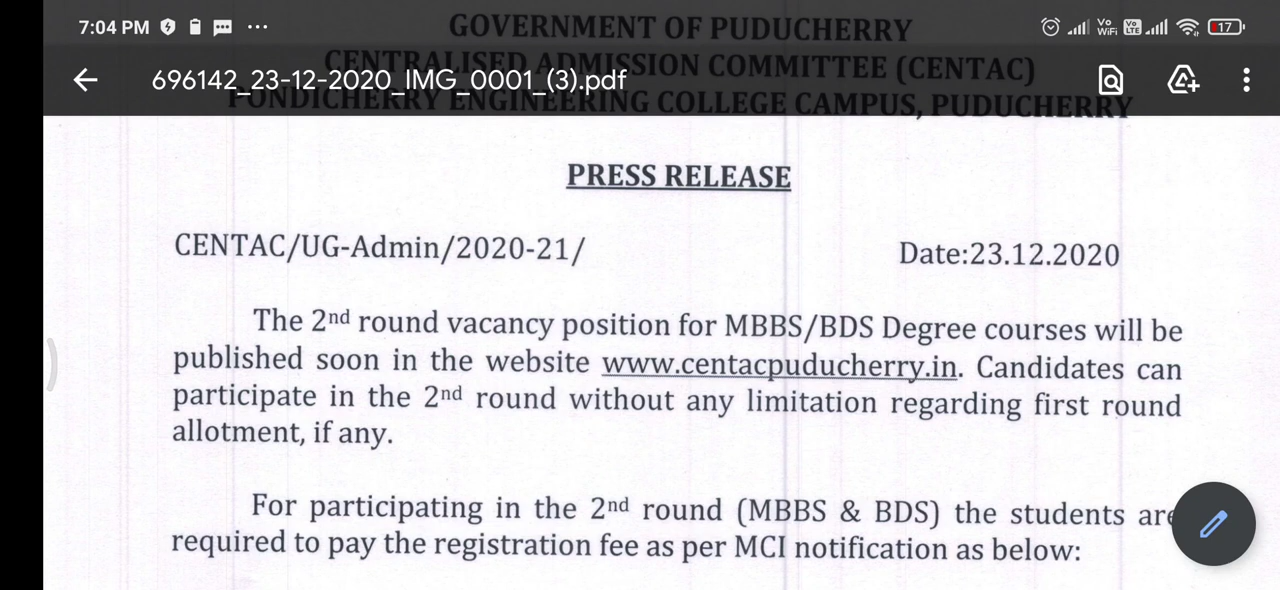 7:04 PM
17
GOVERNMENT OF PUDUCHERRY
CENTRALISED ADMISSION COMMITTEE (CENTAC)
696142_23-12-2020_IMG_0001_(3).pdf
PONDICHERRY ENGINEERING COLLEGE CAMPUS, PUDUCHERRY
PRESS RELEASE
CENTAC/UG-Admin/2020-21/ Date:23.12.2020
The 2nd round vacancy position for MBBS/BDS Degree courses will be
published soon in the website www.centacpuducherry.in. Candidates can
participate in the 2nd round without any limitation regarding first round
allotment, if any.
For participating in the 2nd round (MBBS & BDS) the students are
required to pay the registration fee as per MCI notification as below: